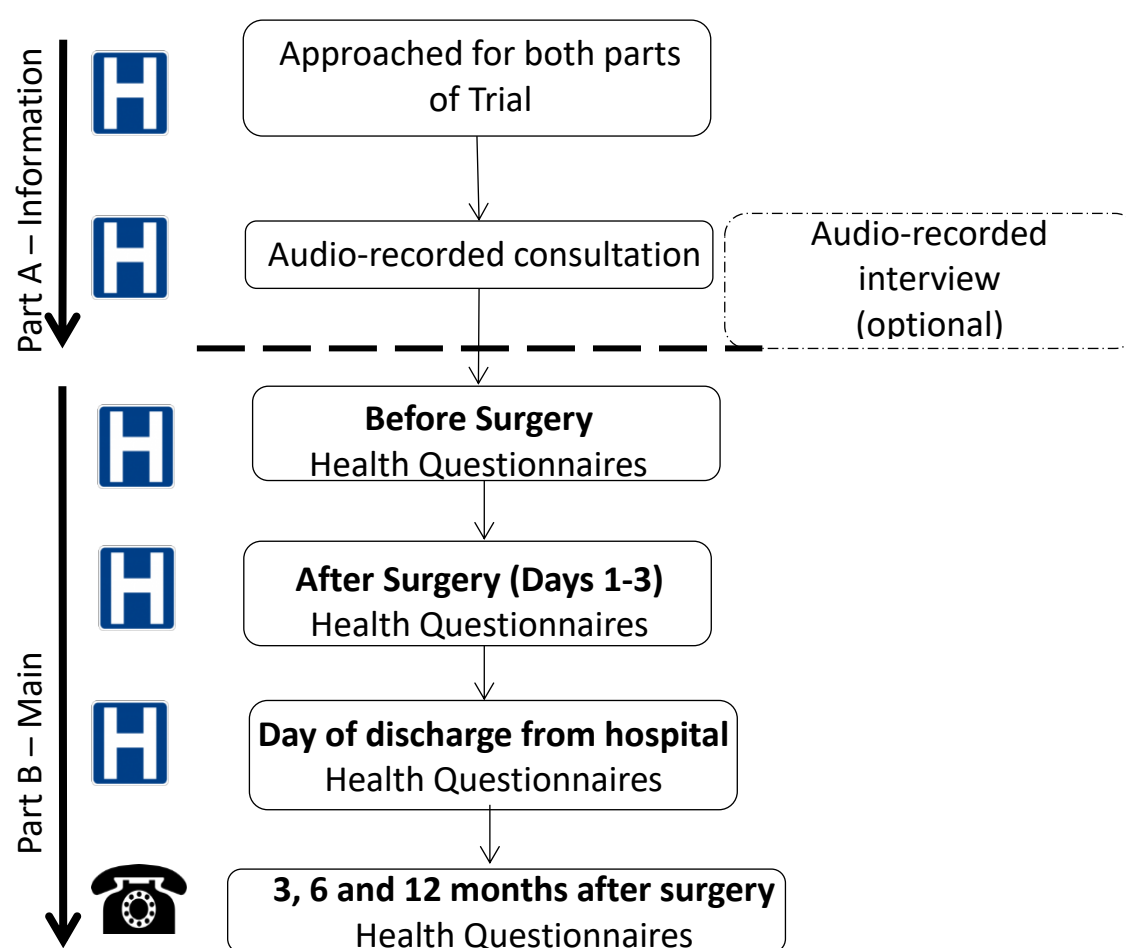 Part A – Information
H
Approached for both parts
of Trial
H
Audio-recorded consultation
Audio-recorded
interview
(optional)
Part B – Main
H
Before Surgery
Health Questionnaires
H
After Surgery (Days 1-3)
Health Questionnaires
H
Day of discharge from hospital
Health Questionnaires
3, 6 and 12 months after surgery
Health Questionnaires